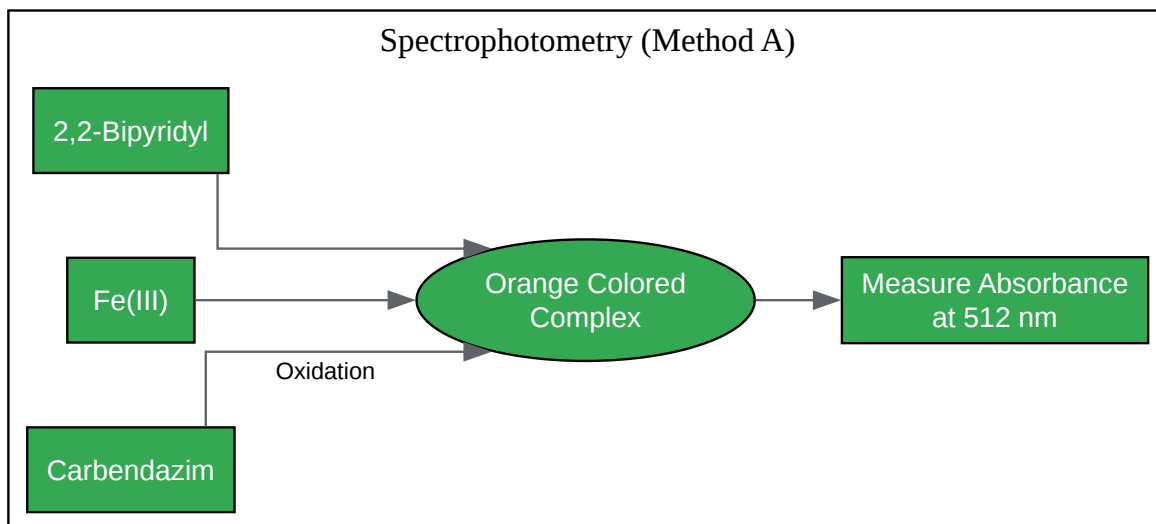 Spectrophotometry (Method A)
2,2-Bipyridyl
Fe(III)
Orange Colored
Complex
Measure Absorbance
at 512 nm
Oxidation
Carbendazim